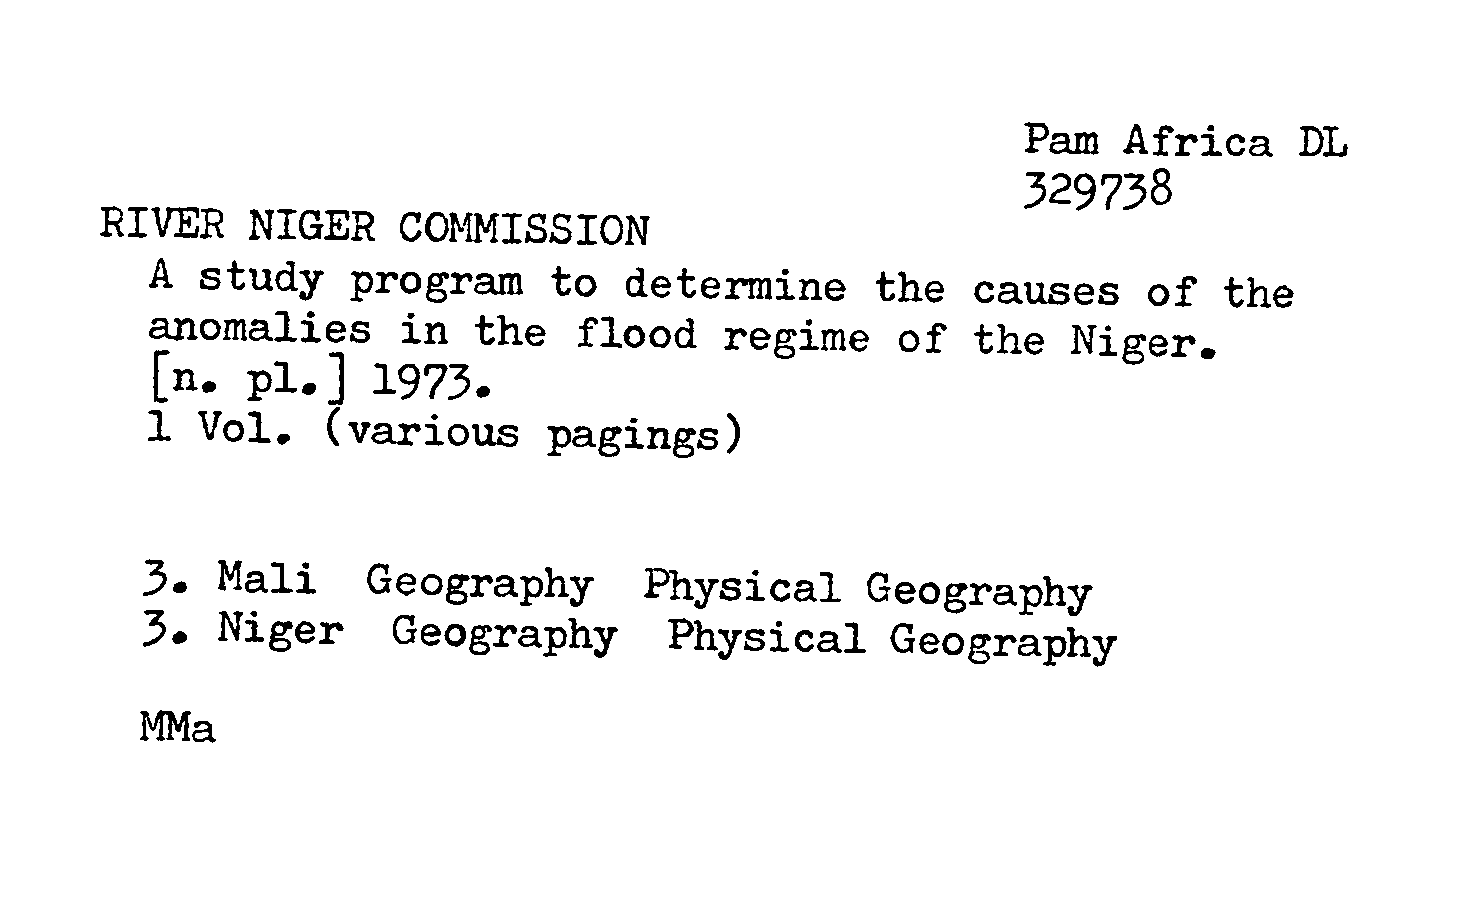 Pam Africa DL
329738
RIVER NIGER COMMISSION
A study program to determine the causes of the
anomalies in the flood regime of the Niger.
[n. pl.] 1973.
1 Vol. (various pagings)
3. Mali Geography Physical Geography
3. Niger Geography Physical Geography
MMa